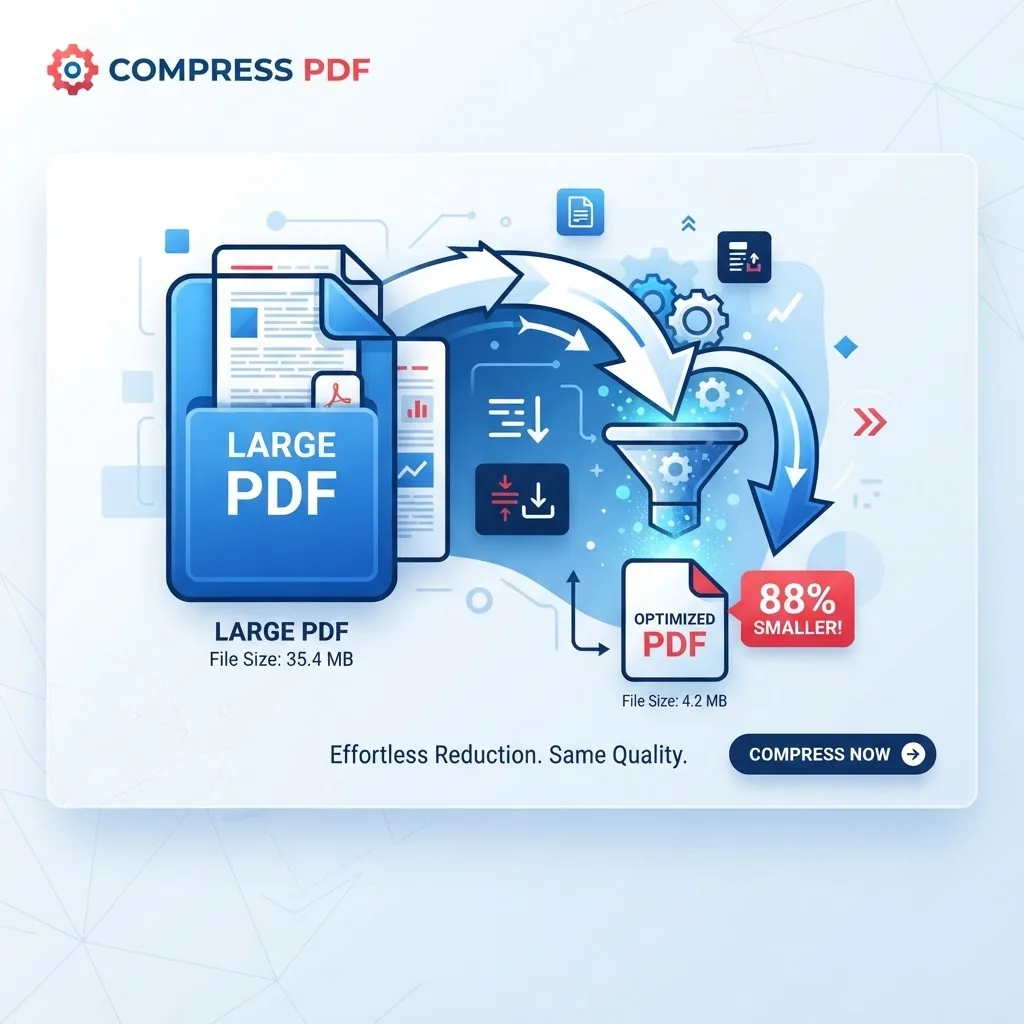 COMPRESS PDF
LARGE
PDF
LARGE PDF
File Size: 35.4 MB
OPTIMIZED
PDF
88%
SMALLER!
File Size: 4.2 MB
Effortless Reduction. Same Quality.
COMPRESS NOW